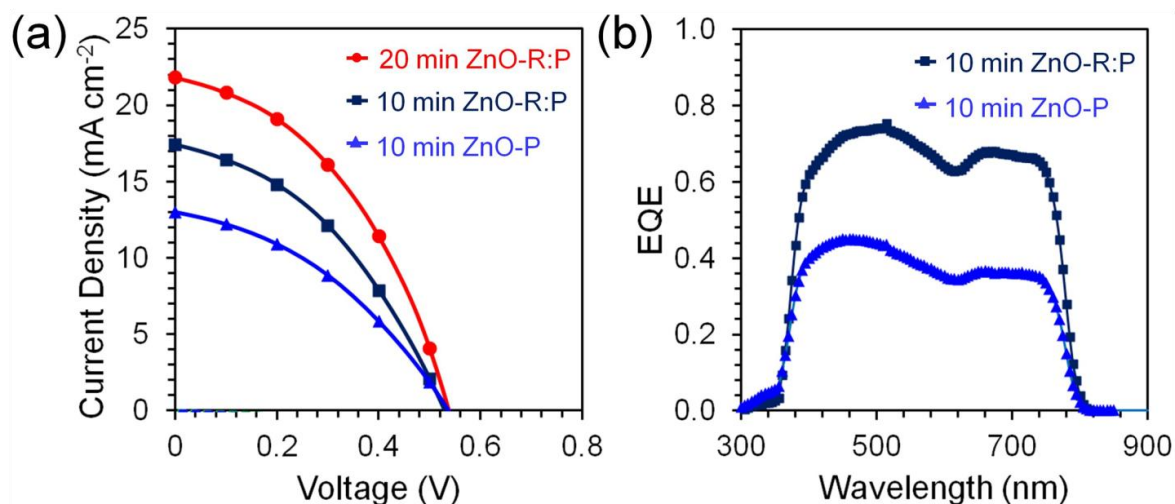 (a)
25
20
15
10
5
0
Current Density (mA cm-2)
20 min ZnO-R:P
10 min ZnO-R:P
10 min ZnO-P
0 0.2 0.4 0.6 0.8
Voltage (V)
(b)
1.0
0.8
0.6
0.4
0.2
0.0
EQE
10 min ZnO-R:P
10 min ZnO-P
300 500 700 900
Wavelength (nm)